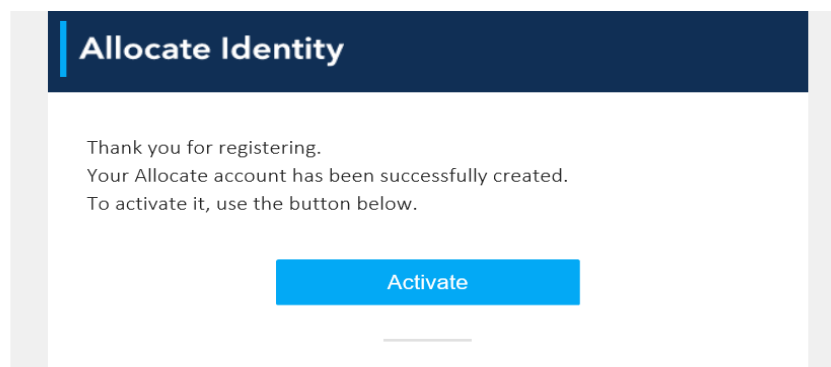 Allocate Identity
Thank you for registering.
Your Allocate account has been successfully created.
To activate it, use the button below.
Activate